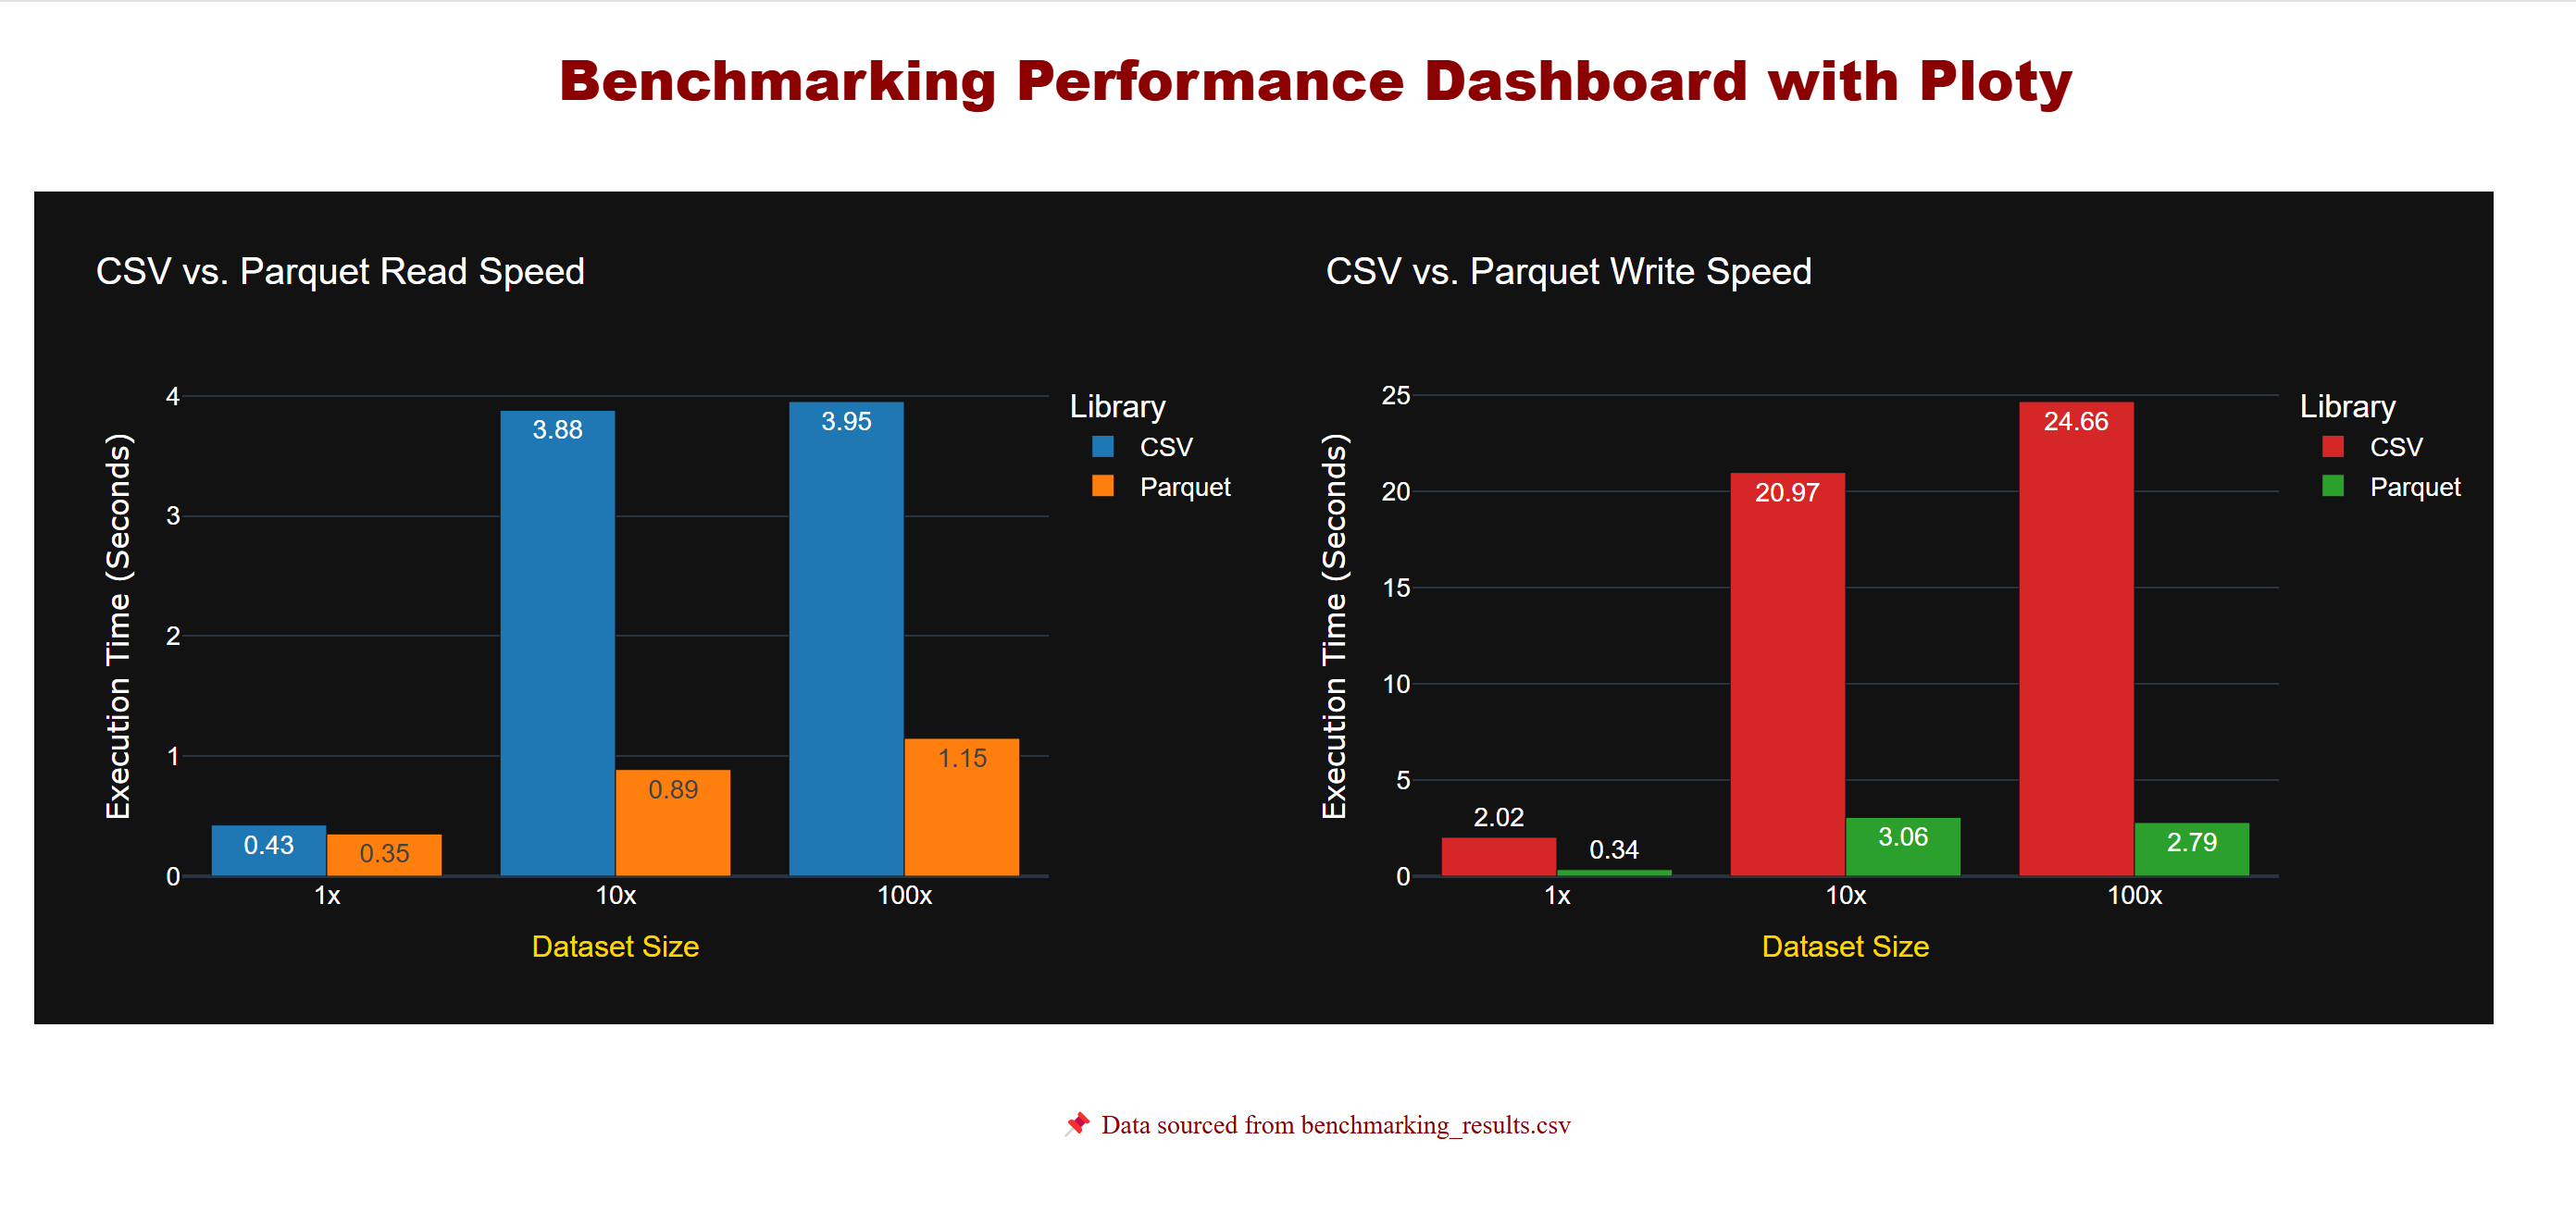 Benchmarking Performance Dashboard with Ploty
CSV vs. Parquet Read Speed
Execution Time (Seconds)
4
3
2
1
0
3.88
3.95
0.43
0.35
0.89
1.15
1x
10x
100x
Dataset Size
Library
CSV
Parquet
CSV vs. Parquet Write Speed
Execution Time (Seconds)
25
20
15
10
5
0
2.02
0.34
20.97
3.06
24.66
2.79
1x
10x
100x
Dataset Size
Library
CSV
Parquet
📌 Data sourced from benchmarking_results.csv